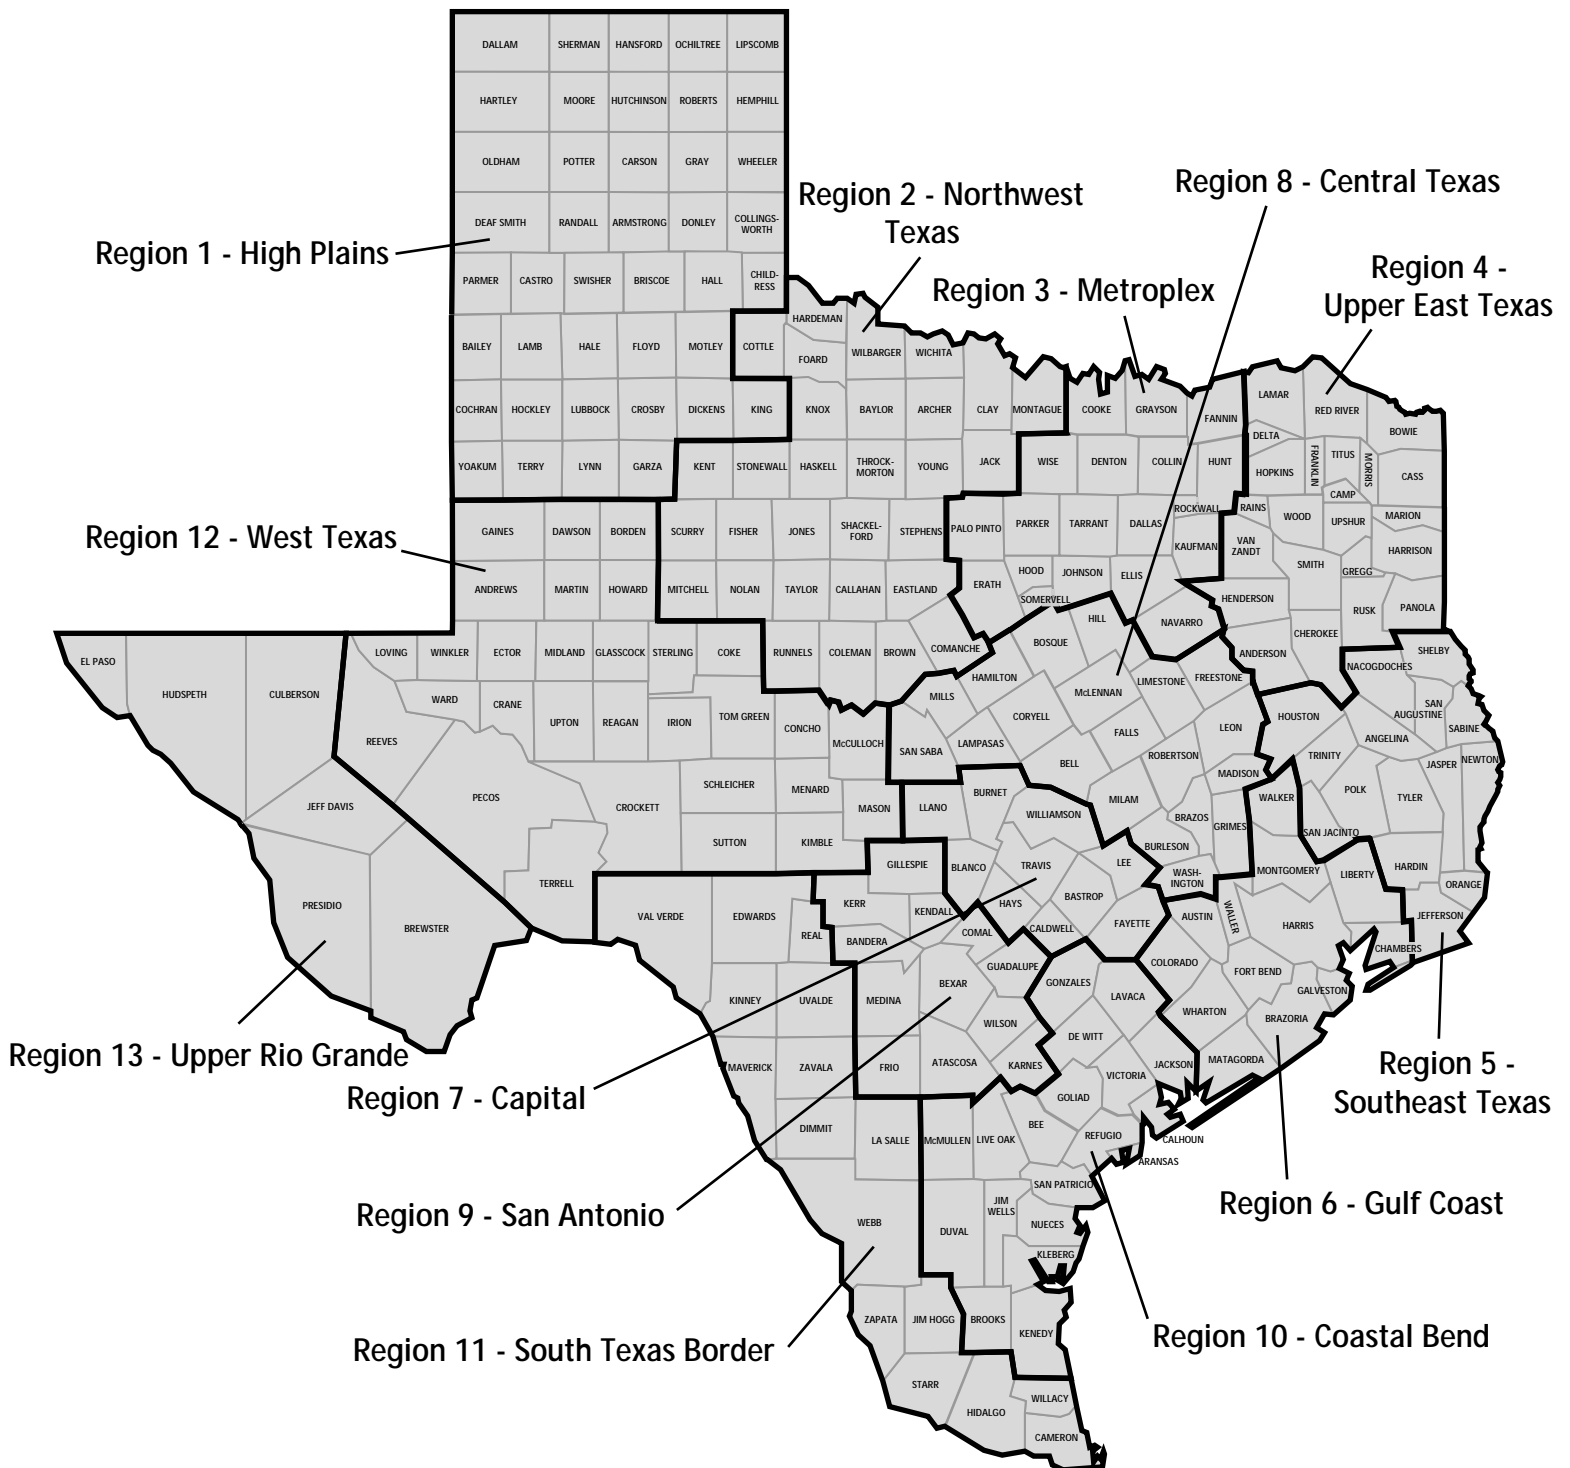 DALLAM SHERMAN HANSFORD OCHILTREE LIPSCOMB
HARTLEY MOORE HUTCHINSON ROBERTS HEMPHILL
OLDHAM POTTER CARSON GRAY WHEELER
Region 8 - Central Texas
Region 2 - Northwest
Texas
DEAF SMITH RANDALL ARMSTRONG DONLEY COLLINGS-
WORTH
Region 1 - High Plains
Region 4 -
Upper East Texas
Region 3 - Metroplex
PARMER CASTRO SWISHER BRISCOE HALL CHILD-
RESS
HARDEMAN
BAILEY LAMB HALE FLOYD MOTLEY COTTLE
FOARD WILBARGER WICHITA
COCHRAN HOCKLEY LUBBOCK CROSBY DICKENS KING KNOX BAYLOR ARCHER CLAY MONTAGUE COOKE GRAYSON FANNIN LAMAR RED RIVER BOWIE
DELTA
YOAKUM TERRY LYNN GARZA KENT STONEWALL HASKELL THROCK-
MORTON YOUNG JACK WISE DENTON COLLIN HUNT HOPKINS FRANKLIN TITUS MORRIS CASS
CAMP
Region 12 - West Texas
GAINES DAWSON BORDEN SCURRY FISHER JONES SHACKEL-
FORD STEPHENS PALO PINTO PARKER TARRANT DALLAS ROCKWALL RAINS WOOD UPSHUR MARION
KAUFMAN VAN
ZANDT HARRISON
ANDREWS MARTIN HOWARD MITCHELL NOLAN TAYLOR CALLAHAN EASTLAND ERATH HOOD JOHNSON ELLIS SMITH GREGG
SOMERVELL HENDERSON RUSK PANOLA
HILL NAVARRO CHEROKEE
EL PASO HUDSPETH CULBERSON LOVING WINKLER ECTOR MIDLAND GLASSCOCK STERLING COKE RUNNELS COLEMAN BROWN COMANCHE BOSQUE ANDERSON NACOGDOCHES SHELBY
WARD CRANE UPTON REAGAN IRION TOM GREEN CONCHO McCULLOCH MILLS HAMILTON McLENNAN LIMESTONE FREESTONE
REEVES SAN SABA LAMPASAS CORYELL FALLS LEON HOUSTON SAN
AUGUSTINE SABINE
ANGELINA
BELL ROBERTSON TRINITY JASPER NEWTON
PECOS CROCKETT SCHLEICHER MENARD MASON LLANO BURNET MILAM MADISON WALKER POLK TYLER
JEFF DAVIS SUTTON KIMBLE WILLIAMSON BRAZOS GRIMES SAN JACINTO
BURLESON
TERRELL GILLESPIE BLANCO TRAVIS LEE WASH-
INGTON MONTGOMERY LIBERTY HARDIN ORANGE
PRESIDIO BREWSTER VAL VERDE EDWARDS REAL KERR KENDALL HAYS BASTROP FAYETTE AUSTIN WALLER HARRIS JEFFERSON
BANDERA COMAL CALDWELL CHAMBERS
KINNEY UVALDE MEDINA BEXAR GUADALUPE GONZALES LAVACA COLORADO FORT BEND GALVESTON
WILSON WHARTON BRAZORIA
Region 13 - Upper Rio Grande
MAVERICK ZAVALA FRIO ATASCOSA KARNES DE WITT JACKSON MATAGORDA
Region 5 -
Southeast Texas
Region 7 - Capital
VICTORIA
GOLIAD
DIMMIT LA SALLE McMULLEN LIVE OAK BEE REFUGIO CALHOUN
ARANSAS
SAN PATRICIO
Region 6 - Gulf Coast
Region 9 - San Antonio
WEBB DUVAL JIM
WELLS NUECES
KLEBERG
Region 11 - South Texas Border
ZAPATA JIM HOGG BROOKS KENEDY
Region 10 - Coastal Bend
STARR HIDALGO WILLACY
CAMERON